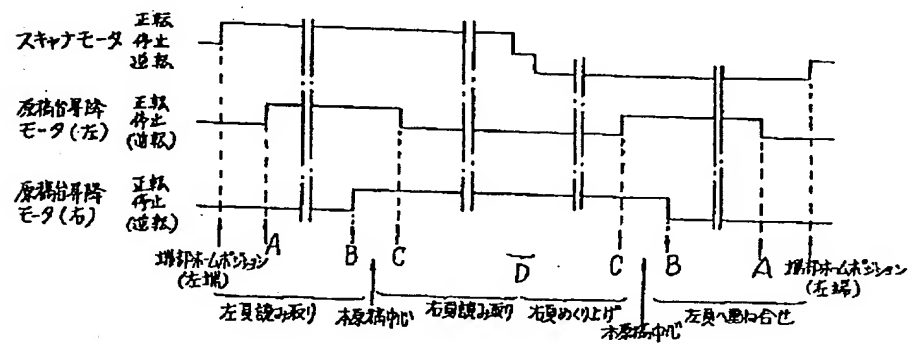 スキャナモータ
正転
停止
逆転
原稿台昇降
モータ(左)
正転
停止
(逆転)
原稿台昇降
モータ(右)
正転
停止
(逆転)
A
B
C
D
C
B
A
端部ホームポジション
(左端)
端部ホームポジション
(左端)
左頁読み取り
本原稿中心
右頁読み取り
右頁めくり上げ
本原稿中心
左頁へ重ね合せ